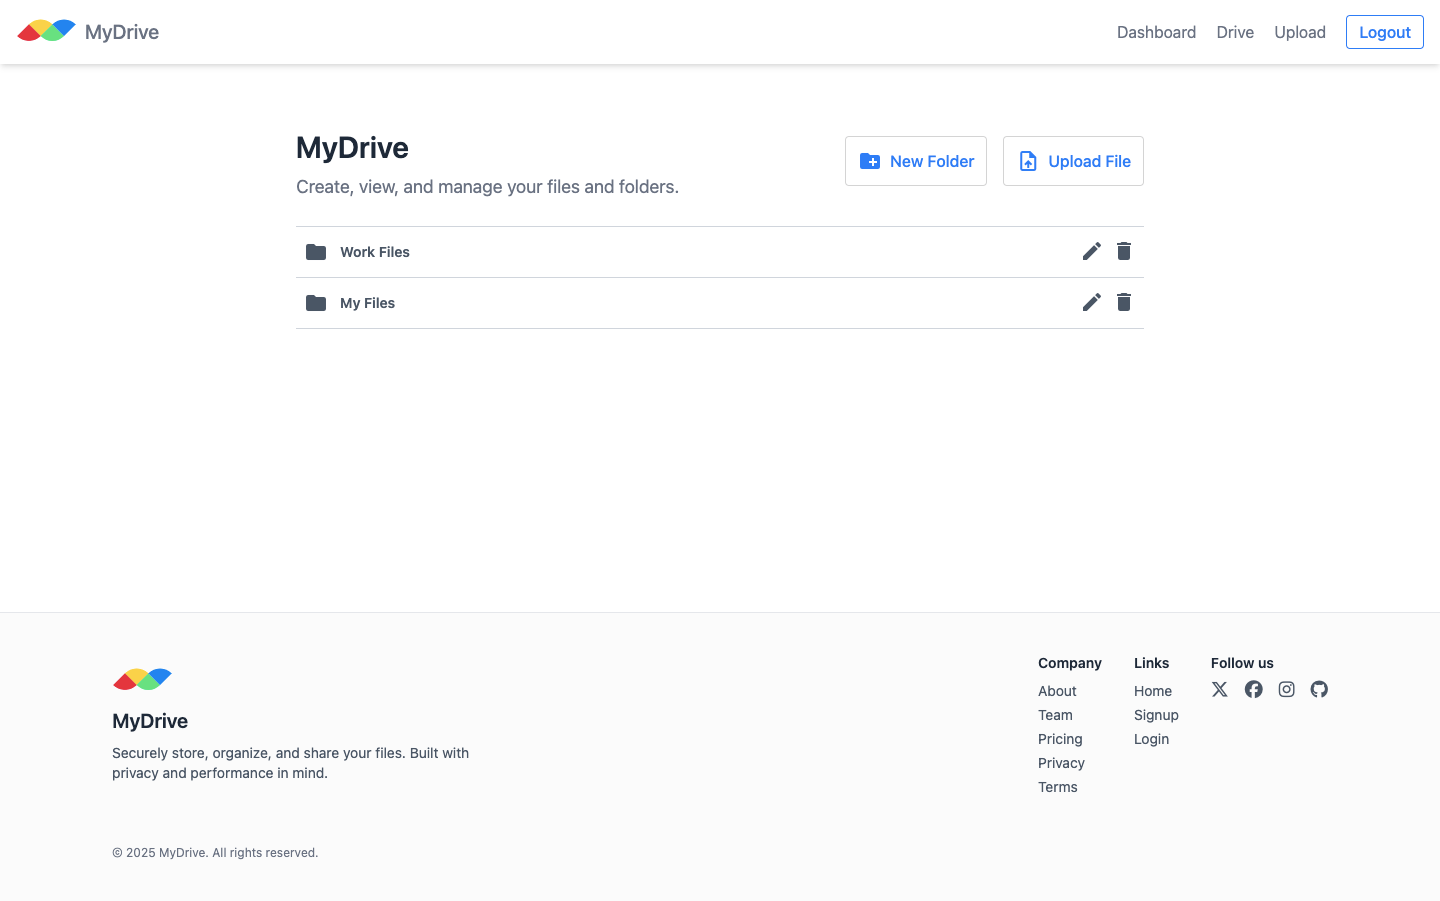 MyDrive
Dashboard
Drive
Upload
Logout
MyDrive
Create, view, and manage your files and folders.
New Folder
Upload File
Work Files
My Files
MyDrive
Securely store, organize, and share your files. Built with
privacy and performance in mind.
Company
About
Team
Pricing
Privacy
Terms
Links
Home
Signup
Login
Follow us
© 2025 MyDrive. All rights reserved.